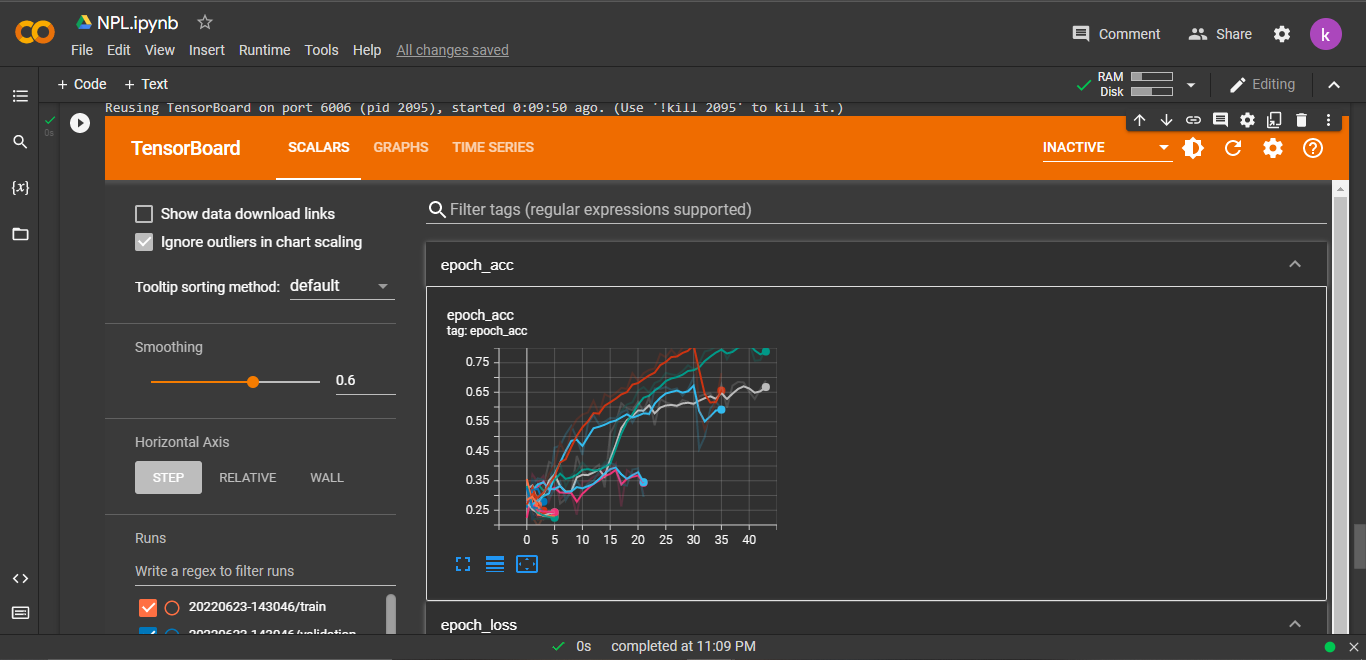 NPL.ipynb
File Edit View Insert Runtime Tools Help All changes saved
Comment Share k
+ Code + Text
RAM
Disk
Editing
Reusing TensorBoard on port 6006 (pid 2095), started 0:09:50 ago. (Use '!kill 2095' to kill it.)
0s
TensorBoard SCALARS GRAPHS TIME SERIES INACTIVE
Show data download links
Ignore outliers in chart scaling
Tooltip sorting method: default
Smoothing
0.6
Horizontal Axis
STEP RELATIVE WALL
Runs
Write a regex to filter runs
20220623-143046/train
20220623-143046/validation
Filter tags (regular expressions supported)
epoch_acc
epoch_acc
tag: epoch_acc
0.75
0.65
0.55
0.45
0.35
0.25
0 5 10 15 20 25 30 35 40
epoch_loss
{x}
0s completed at 11:09 PM